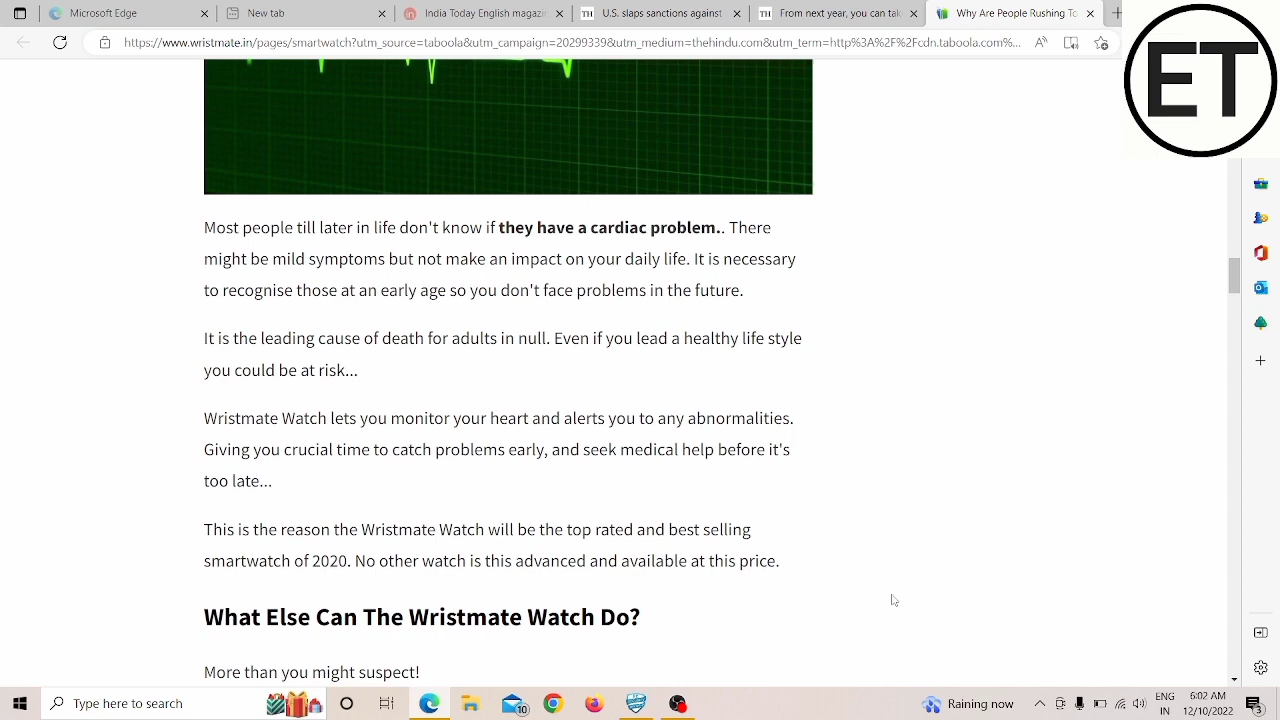 Microsoft Edge
New tab
India Today English magazi
TH U.S. slaps sanctions against
TH From next year, you can take
Why Are People Rushing To
https://www.wristmate.in/pages/smartwatch?utm_source=taboola&utm_campaign=20299339&utm_medium=thehindu.com&utm_term=http%3A%2F%2Fcdn.taboola.com%...
ET
Most people till later in life don't know if they have a cardiac problem.. There
might be mild symptoms but not make an impact on your daily life. It is necessary
to recognise those at an early age so you don't face problems in the future.
It is the leading cause of death for adults in null. Even if you lead a healthy life style
you could be at risk...
Wristmate Watch lets you monitor your heart and alerts you to any abnormalities.
Giving you crucial time to catch problems early, and seek medical help before it's
too late...
This is the reason the Wristmate Watch will be the top rated and best selling
smartwatch of 2020. No other watch is this advanced and available at this price.
What Else Can The Wristmate Watch Do?
More than you might suspect!
Type here to search
10
Raining now
ENG
IN
6:02 AM
12/10/2022
3